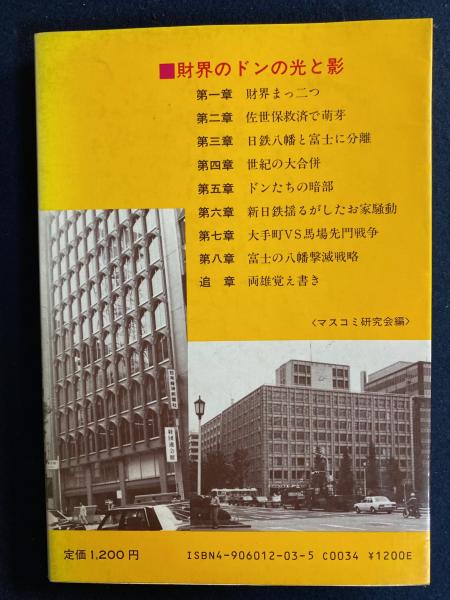 ■財界のドンの光と影
第一章 財界まっ二つ
第二章 佐世保救済で萌芽
第三章 日鉄八幡と富士に分離
第四章 世紀の大合併
第五章 ドンたちの暗部
第六章 新日鉄揺るがしたお家騒動
第七章 大手町VS馬場先門戦争
第八章 富士の八幡撃滅戦略
追 章 両雄覚え書き
〈マスコミ研究会編〉
定価1,200円
ISBN4-906012-03-5 C0034 ¥1200E